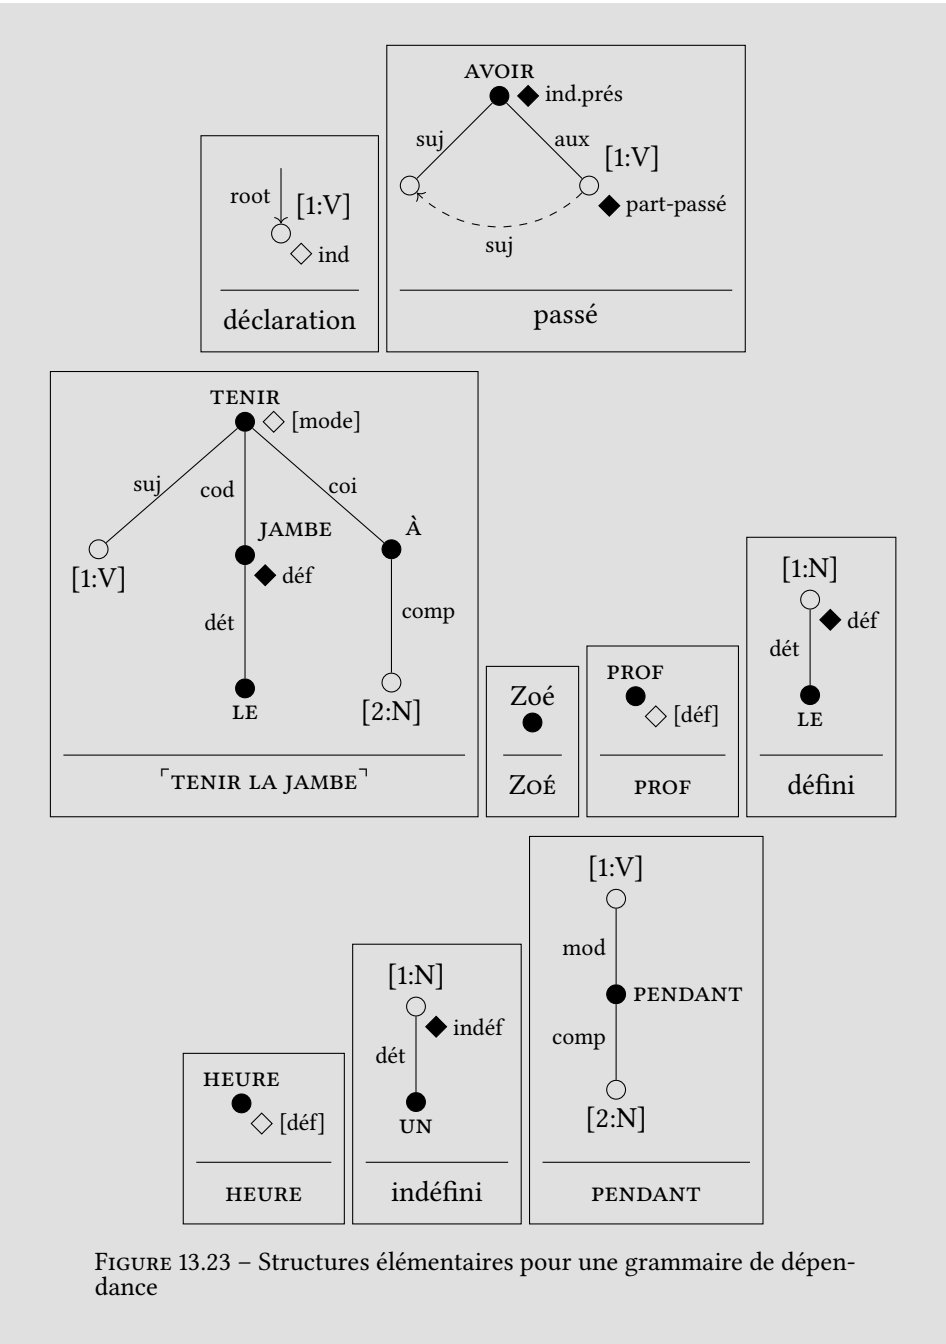 AVOIR
ind.prés
suj
aux
[1:V]
part-passé
suj
passé
root
[1:V]
ind
déclaration
TENIR
[mode]
suj
cod
coi
[1:V]
JAMBE
déf
À
dét
comp
LE
[2:N]
⌜TENIR LA JAMBE⌝
Zoé
ZOÉ
PROF
[déf]
PROF
[1:N]
déf
dét
LE
défini
HEURE
[déf]
HEURE
[1:N]
indéf
dét
UN
indéfini
[1:V]
mod
PENDANT
comp
[2:N]
PENDANT
FIGURE 13.23 – Structures élémentaires pour une grammaire de dépen-
dance